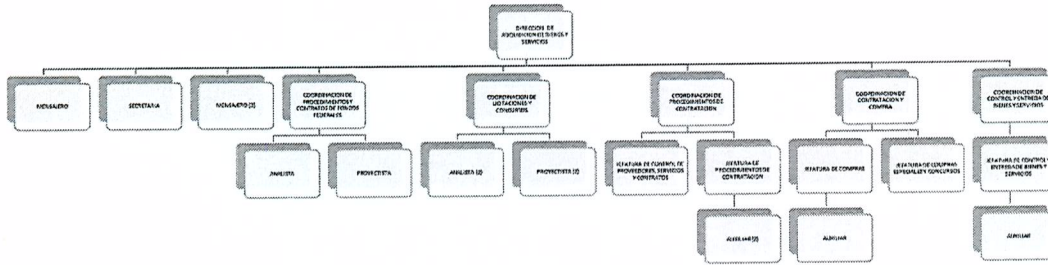 DIRECCION DE
ADQUISICION DE BIENES Y
SERVICIOS
MENSAJERO
SECRETARIA
MENSAJERO (2)
COORDINACION DE
PROCEDIMIENTOS Y
CONTRATOS DE FONDOS
FEDERALES
COORDINACION DE
LICITACIONES Y
CONCURSOS
COORDINACION DE
PROCEDIMIENTOS DE
CONTRATACION
COORDINACION DE
CONTRATACION Y
COMPRA
COORDINACION DE
CONTROL Y ENTREGA DE
BIENES Y SERVICIOS
ANALISTA
PROYECTISTA
ANALISTA (2)
PROYECTISTA (2)
JEFATURA DE CONTROL DE
PROVEEDORES, SERVICIOS
Y CONTRATOS
JEFATURA DE
PROCEDIMIENTOS DE
CONTRATACION
JEFATURA DE COMPRAS
JEFATURA DE COMPRAS
ESPECIALES Y CONCURSOS
JEFATURA DE CONTROL Y
ENTREGA DE BIENES Y
SERVICIOS
AUXILIAR (2)
AUXILIAR
AUXILIAR